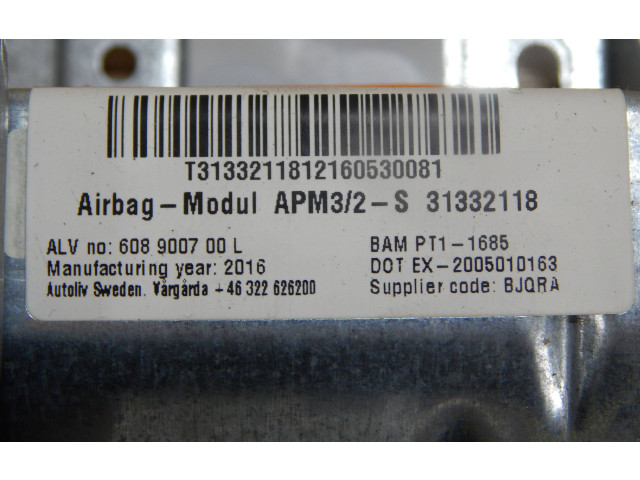 T3133211812160530081
Airbag-Modul APM3/2-S 31332118
ALV no: 608 9007 00 L
BAM PT1-1685
Manufacturing year: 2016
DOT EX-2005010163
Autoliv Sweden. Vårgårda +46 322 626200
Supplier code: BJQRA